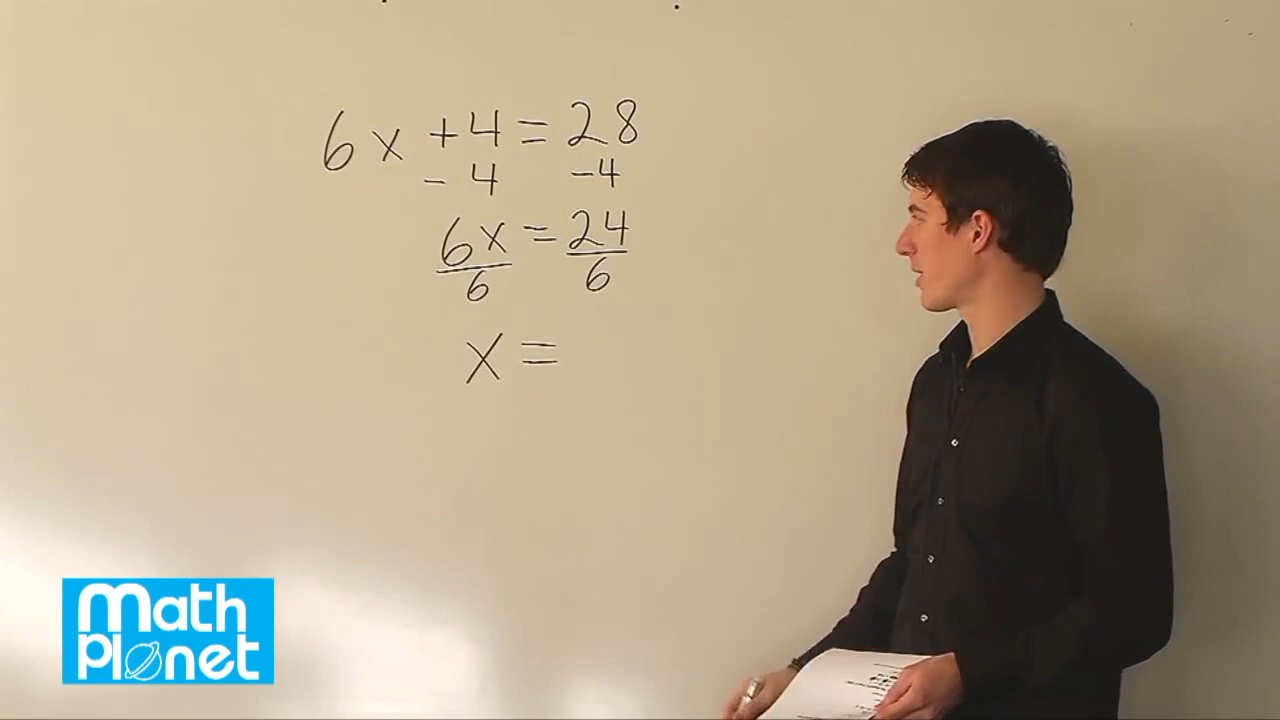 6x + 4 = 28
- 4 - 4
6x = 24
6 6
x =
Math
Planet